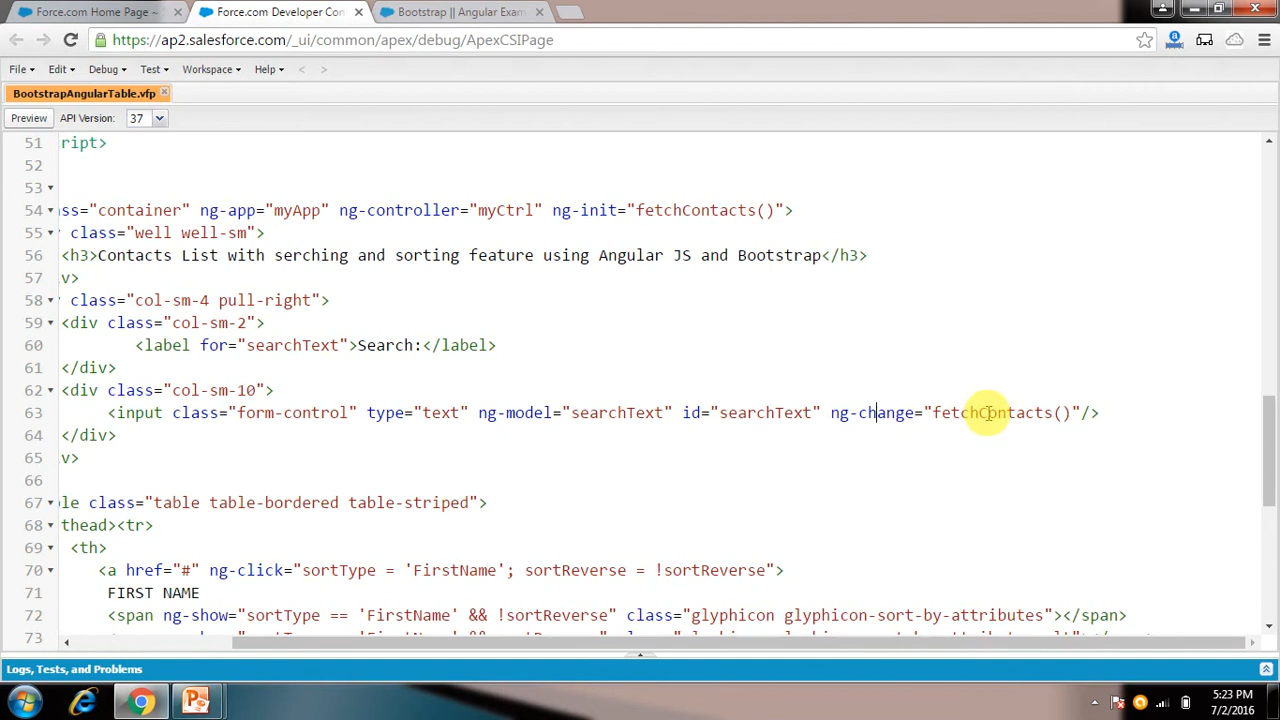 Force.com Home Page ~
Force.com Developer Con
Bootstrap || Angular Exam
https://ap2.salesforce.com/_ui/common/apex/debug/ApexCSIPage
File Edit Debug Test Workspace Help < >
BootstrapAngularTable.vfp
Preview API Version: 37
51 ript>
52
53
54 ass="container" ng-app="myApp" ng-controller="myCtrl" ng-init="fetchContacts()">
55 class="well well-sm">
56 <h3>Contacts List with serching and sorting feature using Angular JS and Bootstrap</h3>
57 v>
58 class="col-sm-4 pull-right">
59 <div class="col-sm-2">
60 <label for="searchText">Search:</label>
61 </div>
62 <div class="col-sm-10">
63 <input class="form-control" type="text" ng-model="searchText" id="searchText" ng-change="fetchContacts()"/>
64 </div>
65 v>
66
67 le class="table table-bordered table-striped">
68 thead><tr>
69 <th>
70 <a href="#" ng-click="sortType = 'FirstName'; sortReverse = !sortReverse">
71 FIRST NAME
72 <span ng-show="sortType == 'FirstName' && !sortReverse" class="glyphicon glyphicon-sort-by-attributes"></span>
73
Logs, Tests, and Problems
5:23 PM
7/2/2016